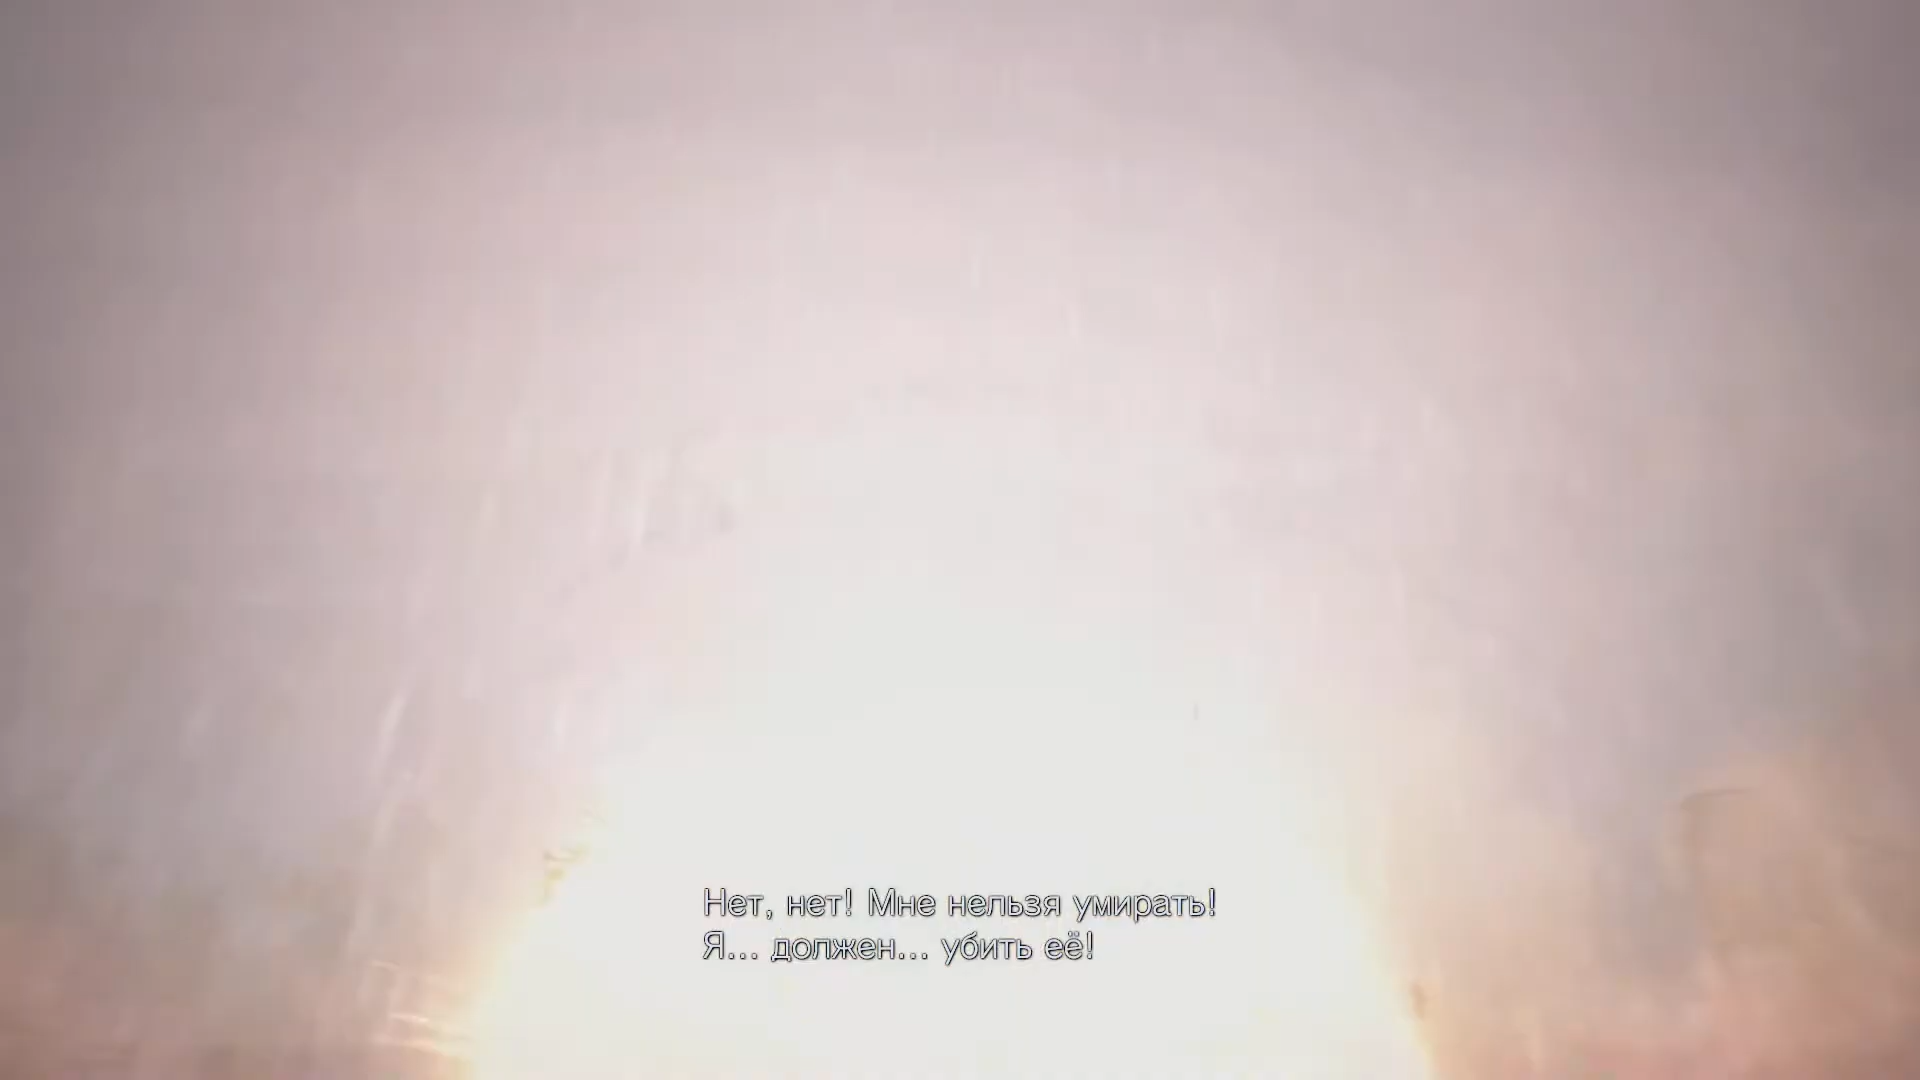 Нет, нет! Мне нельзя умирать!
Я... должен... убить её!